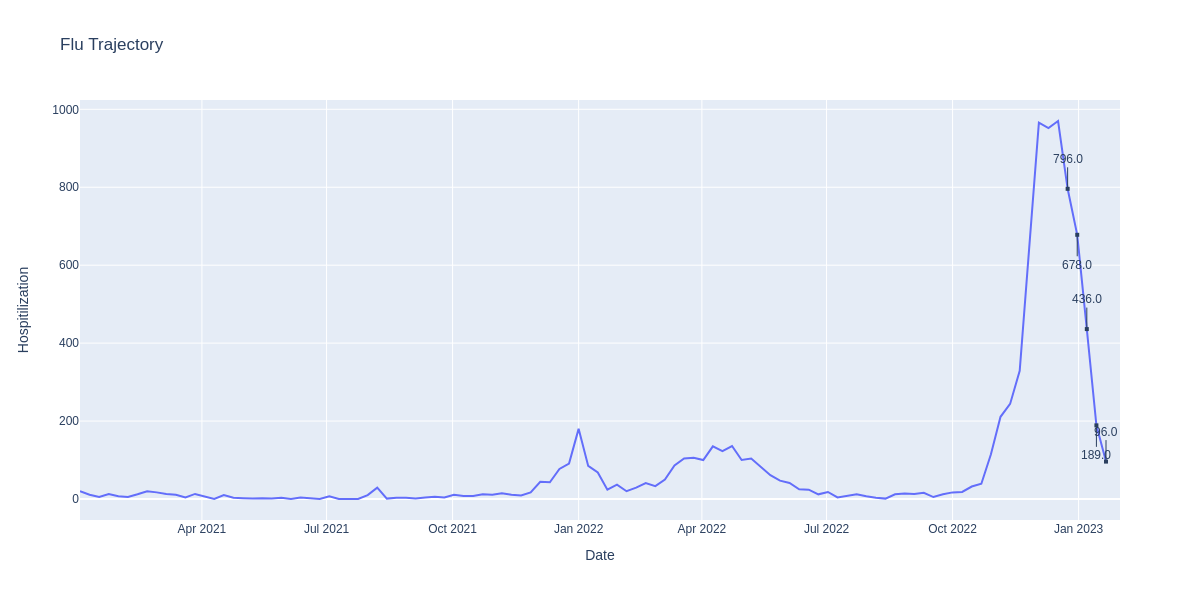 Flu Trajectory
1000
800
600
400
200
0
Hospitilization
796.0
678.0
436.0
189.0
96.0
Apr 2021
Jul 2021
Oct 2021
Jan 2022
Apr 2022
Jul 2022
Oct 2022
Jan 2023
Date